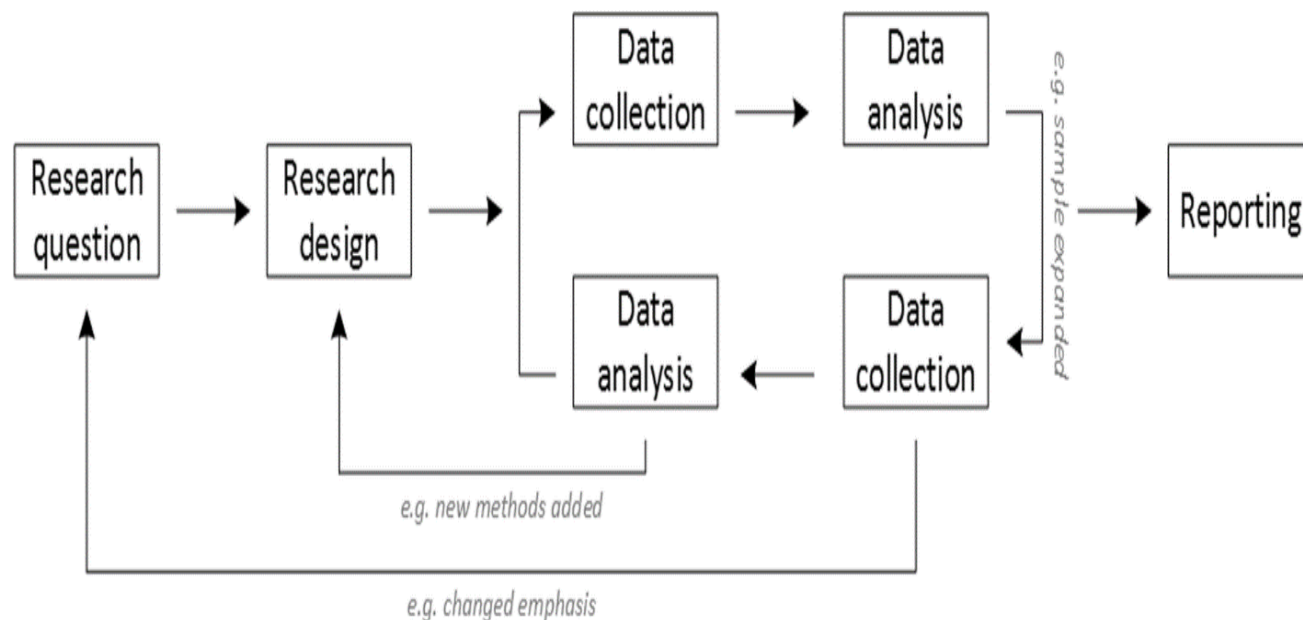 Research
question
Research
design
Data
collection
Data
analysis
e.g. sample expanded
Data
analysis
Data
collection
Reporting
e.g. new methods added
e.g. changed emphasis